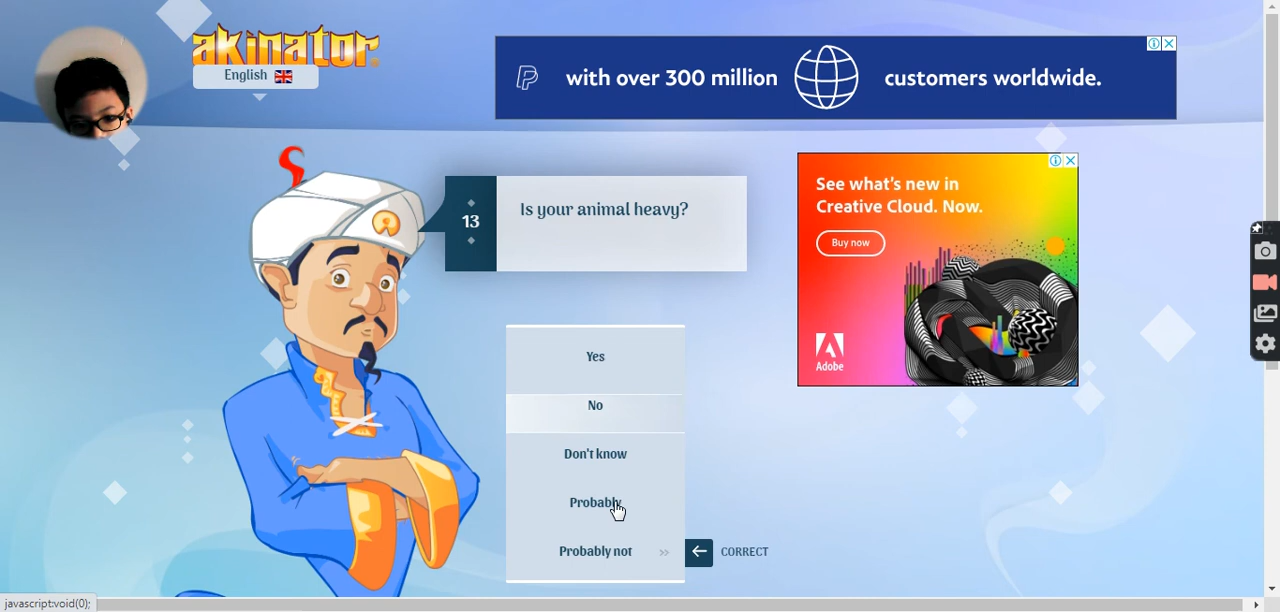 akinator
English
with over 300 million customers worldwide.
13
Is your animal heavy?
See what's new in
Creative Cloud. Now.
Buy now
Adobe
Yes
No
Don't know
Probably
Probably not
CORRECT
javascript:void(0);